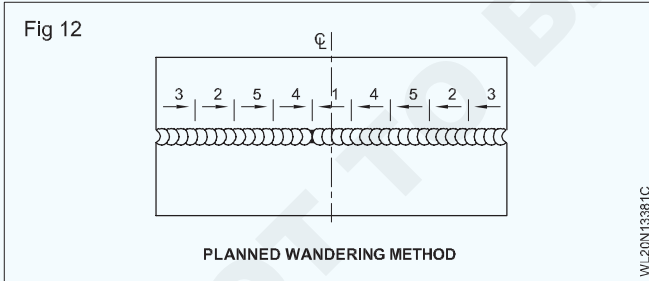 Fig 12
℄
3 2 5 4 1 4 5 2 3
PLANNED WANDERING METHOD
WL20N13381C